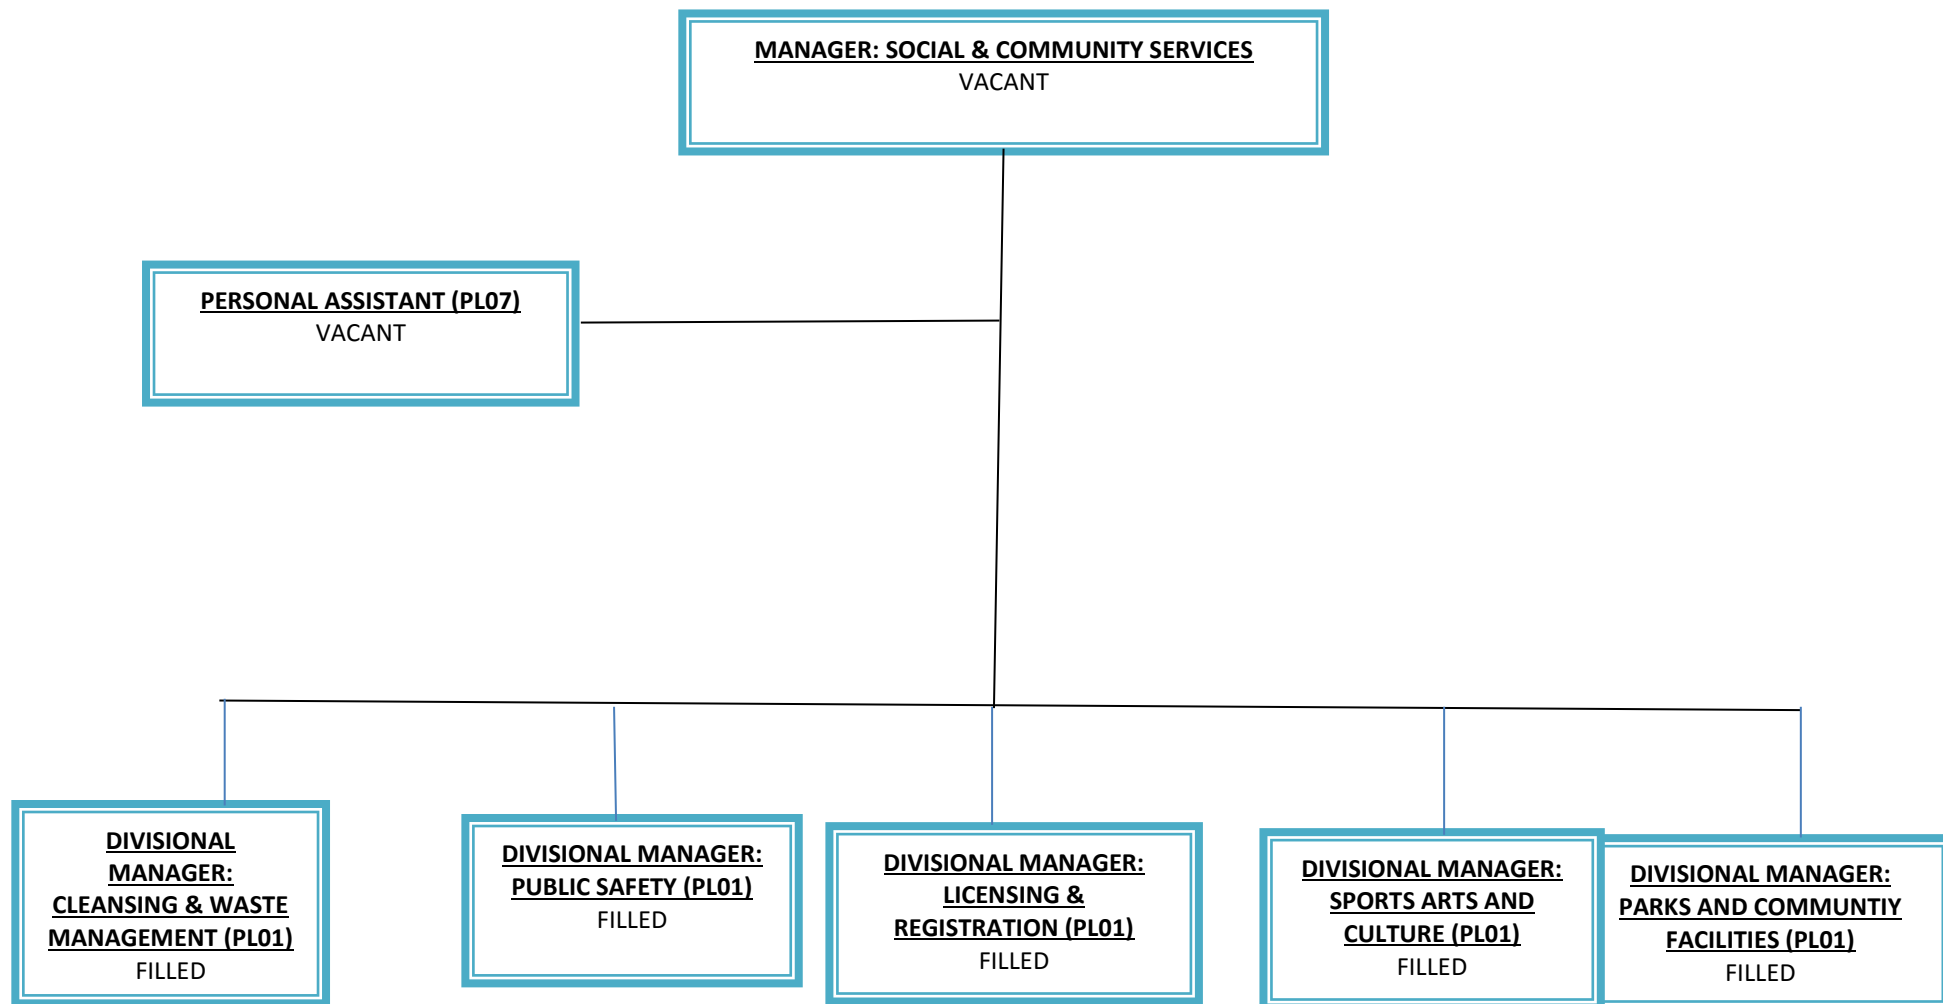 MANAGER: SOCIAL & COMMUNITY SERVICES
VACANT
PERSONAL ASSISTANT (PL07)
VACANT
DIVISIONAL
MANAGER:
CLEANSING & WASTE
MANAGEMENT (PL01)
FILLED
DIVISIONAL MANAGER:
PUBLIC SAFETY (PL01)
FILLED
DIVISIONAL MANAGER:
LICENSING &
REGISTRATION (PL01)
FILLED
DIVISIONAL MANAGER:
SPORTS ARTS AND
CULTURE (PL01)
FILLED
DIVISIONAL MANAGER:
PARKS AND COMMUNTIY
FACILITIES (PL01)
FILLED